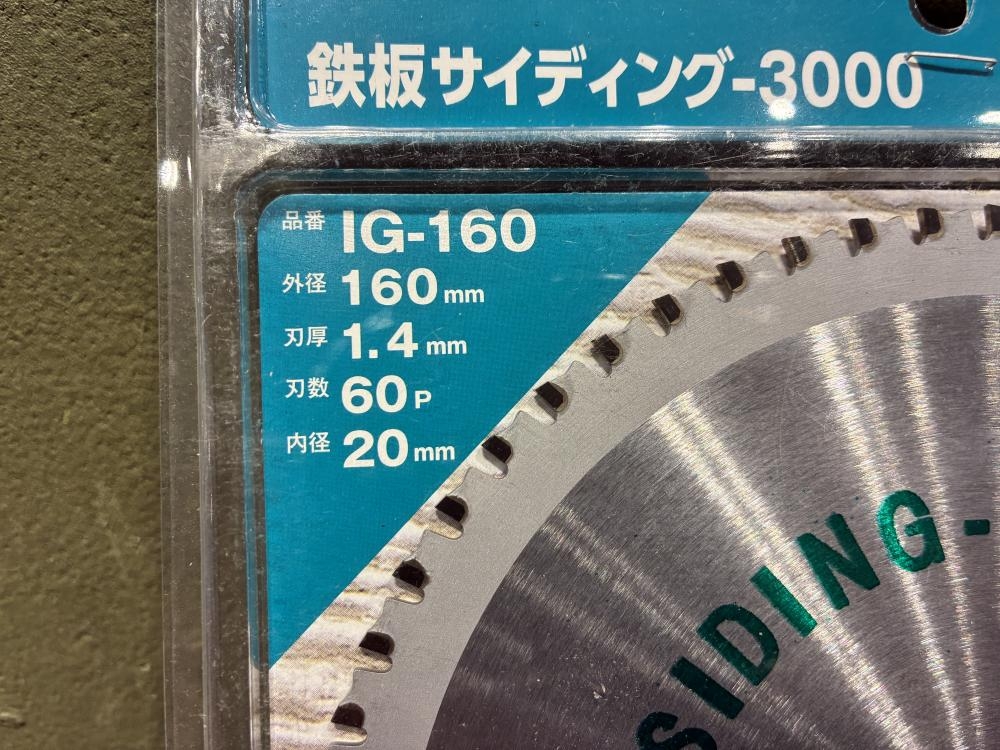 鉄板サイディング-3000
品番 IG-160
外径 160mm
刃厚 1.4mm
刃数 60P
内径 20mm
SIDING-